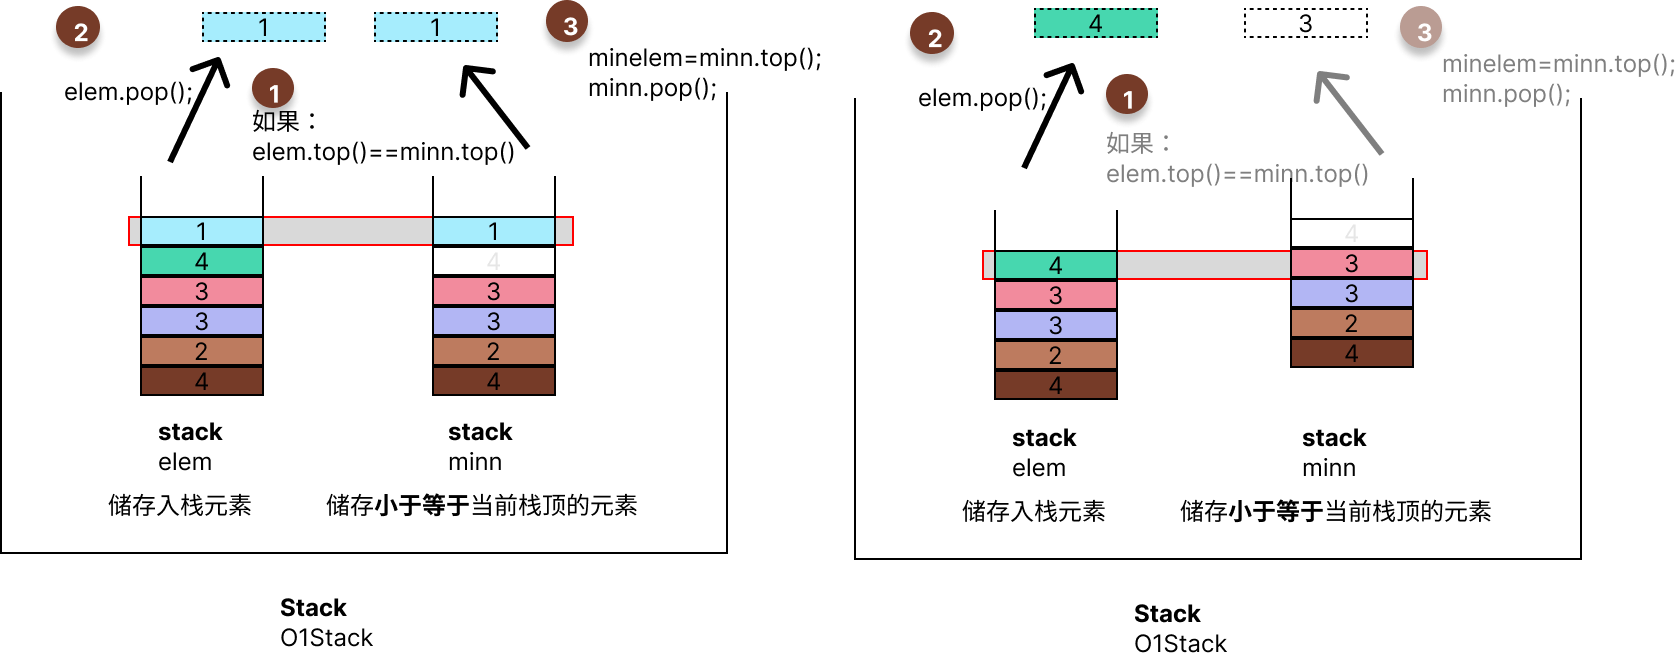 2
1
1
3
minelem=minn.top();
minn.pop();
elem.pop();
1
如果：
elem.top()==minn.top()
1
1
4
4
3
3
3
3
2
2
4
4
stack
elem
stack
minn
储存入栈元素
储存小于等于当前栈顶的元素
Stack
O1Stack
2
4
3
3
minelem=minn.top();
minn.pop();
elem.pop();
1
如果：
elem.top()==minn.top()
4
4
3
3
3
3
2
2
4
4
stack
elem
stack
minn
储存入栈元素
储存小于等于当前栈顶的元素
Stack
O1Stack